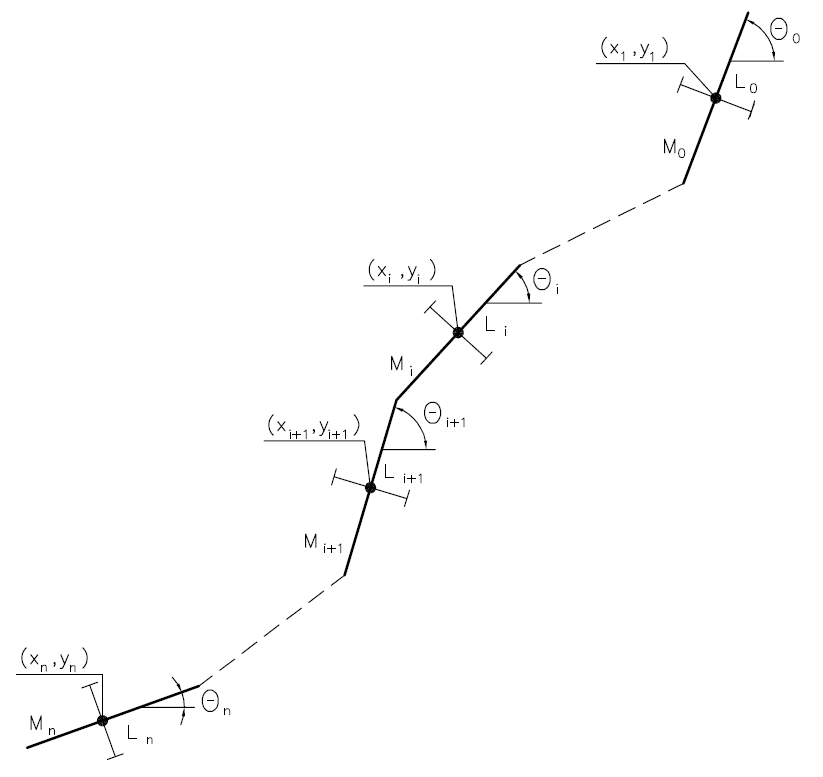 Θ₀
(x₁,y₁)
L₀
M₀
(xᵢ,yᵢ)
Θᵢ
Lᵢ
Mᵢ
Θᵢ₊₁
(xᵢ₊₁,yᵢ₊₁)
Lᵢ₊₁
Mᵢ₊₁
(xₙ,yₙ)
Θₙ
Mₙ
Lₙ